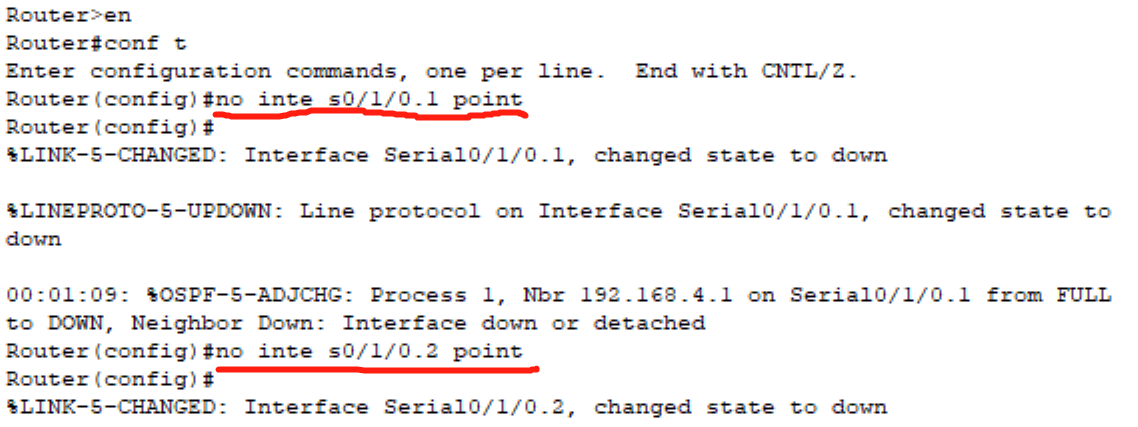 Router>en
Router#conf t
Enter configuration commands, one per line.  End with CNTL/Z.
Router(config)#no inte s0/1/0.1 point
Router(config)#
%LINK-5-CHANGED: Interface Serial0/1/0.1, changed state to down
%LINEPROTO-5-UPDOWN: Line protocol on Interface Serial0/1/0.1, changed state to
down
00:01:09: %OSPF-5-ADJCHG: Process 1, Nbr 192.168.4.1 on Serial0/1/0.1 from FULL
to DOWN, Neighbor Down: Interface down or detached
Router(config)#no inte s0/1/0.2 point
Router(config)#
%LINK-5-CHANGED: Interface Serial0/1/0.2, changed state to down